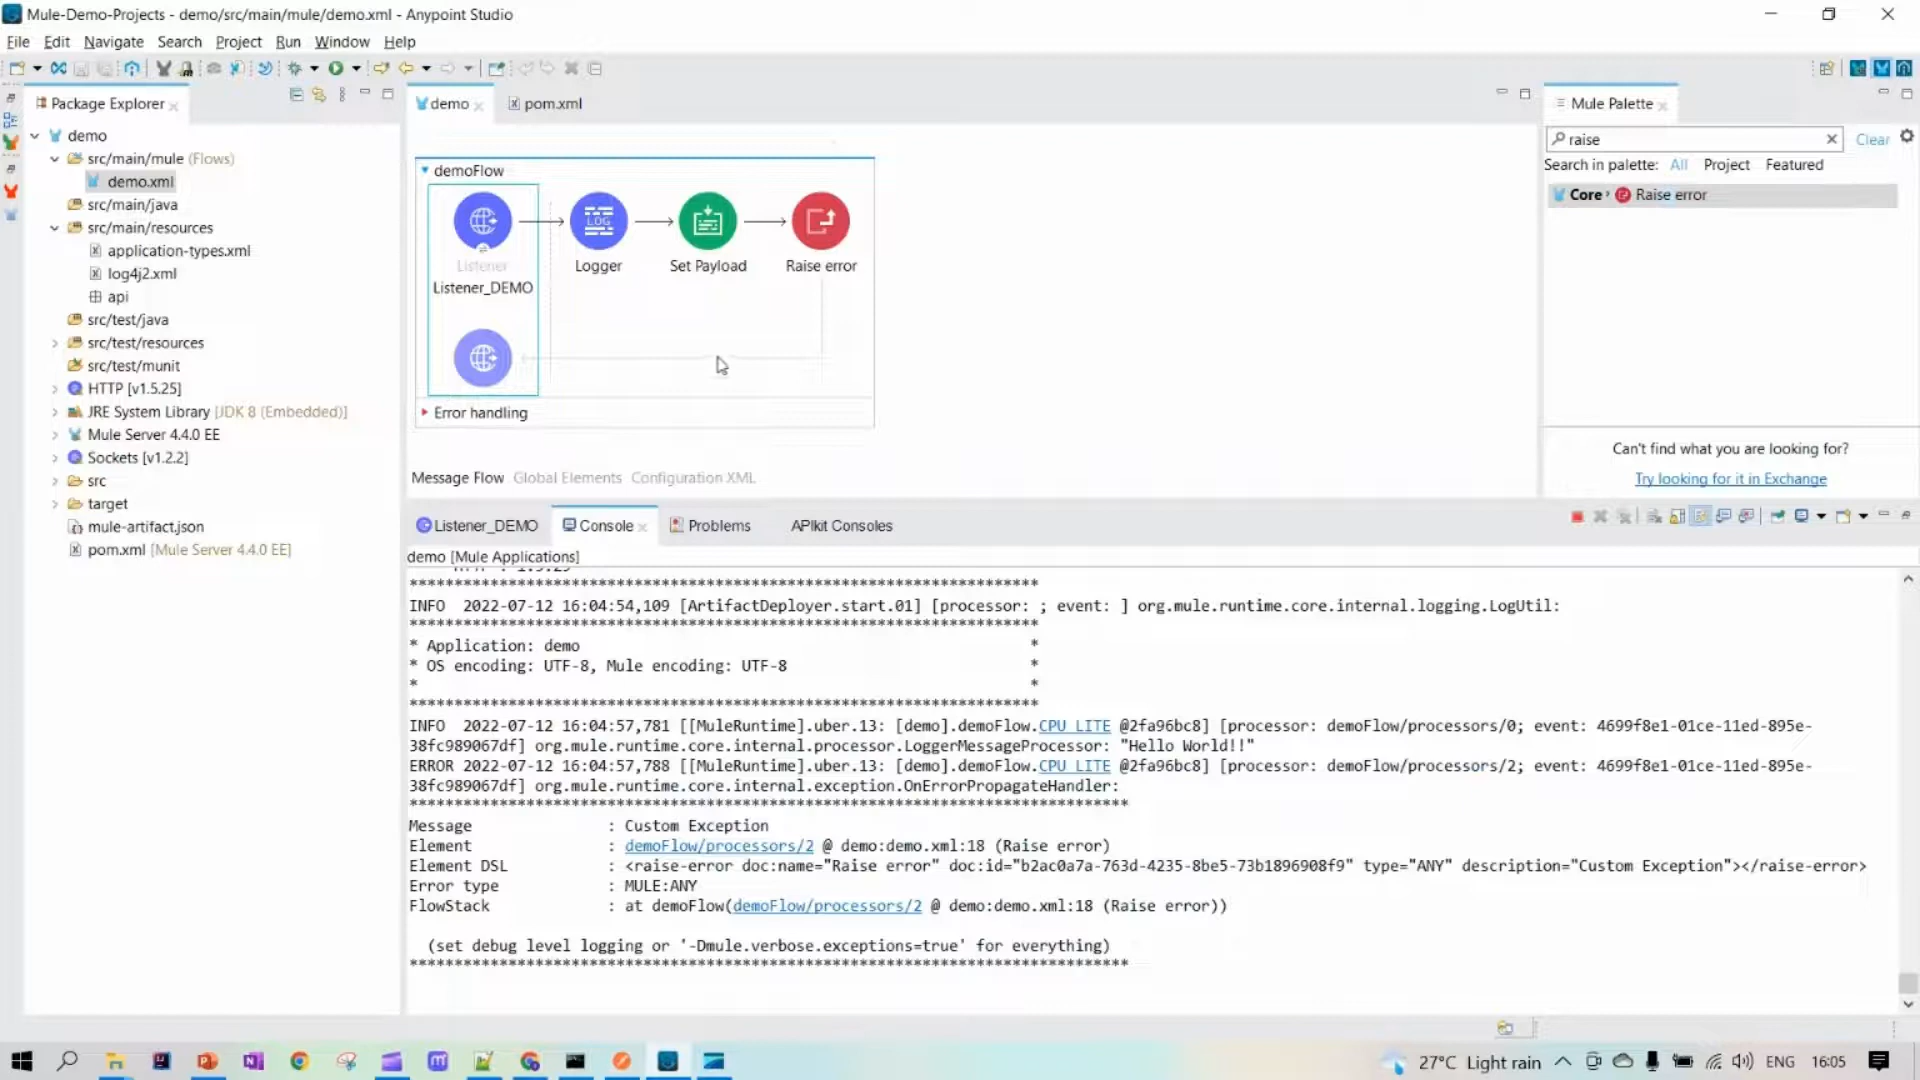 Mule-Demo-Projects - demo/src/main/mule/demo.xml - Anypoint Studio
File Edit Navigate Search Project Run Window Help
Package Explorer
demo
src/main/mule (Flows)
demo.xml
src/main/java
src/main/resources
application-types.xml
log4j2.xml
api
src/test/java
src/test/resources
src/test/munit
HTTP [v1.5.25]
JRE System Library [JDK 8 (Embedded)]
Mule Server 4.4.0 EE
Sockets [v1.2.2]
src
target
mule-artifact.json
pom.xml [Mule Server 4.4.0 EE]
demo pom.xml
demoFlow
LOG
Listener
Listener_DEMO
Logger
Set Payload
Raise error
Error handling
Message Flow Global Elements Configuration XML
Mule Palette
raise
Clear
Search in palette: All Project Featured
Core Raise error
Can't find what you are looking for?
Try looking for it in Exchange
Listener_DEMO Console Problems APIkit Consoles
demo [Mule Applications]
**********************************************************************
INFO 2022-07-12 16:04:54,109 [ArtifactDeployer.start.01] [processor: ; event: ] org.mule.runtime.core.internal.logging.LogUtil:
**********************************************************************
* Application: demo *
* OS encoding: UTF-8, Mule encoding: UTF-8 *
* *
**********************************************************************
INFO 2022-07-12 16:04:57,781 [[MuleRuntime].uber.13: [demo].demoFlow.CPU_LITE @2fa96bc8] [processor: demoFlow/processors/0; event: 4699f8e1-01ce-11ed-895e-
38fc989067df] org.mule.runtime.core.internal.processor.LoggerMessageProcessor: "Hello World!!"
ERROR 2022-07-12 16:04:57,788 [[MuleRuntime].uber.13: [demo].demoFlow.CPU_LITE @2fa96bc8] [processor: demoFlow/processors/2; event: 4699f8e1-01ce-11ed-895e-
38fc989067df] org.mule.runtime.core.internal.exception.OnErrorPropagateHandler:
********************************************************************************
Message : Custom Exception
Element : demoFlow/processors/2 @ demo:demo.xml:18 (Raise error)
Element DSL : <raise-error doc:name="Raise error" doc:id="b2ac0a7a-763d-4235-8be5-73b1896908f9" type="ANY" description="Custom Exception"></raise-error>
Error type : MULE:ANY
FlowStack : at demoFlow(demoFlow/processors/2 @ demo:demo.xml:18 (Raise error))
(set debug level logging or '-Dmule.verbose.exceptions=true' for everything)
********************************************************************************
27°C Light rain ENG 16:05